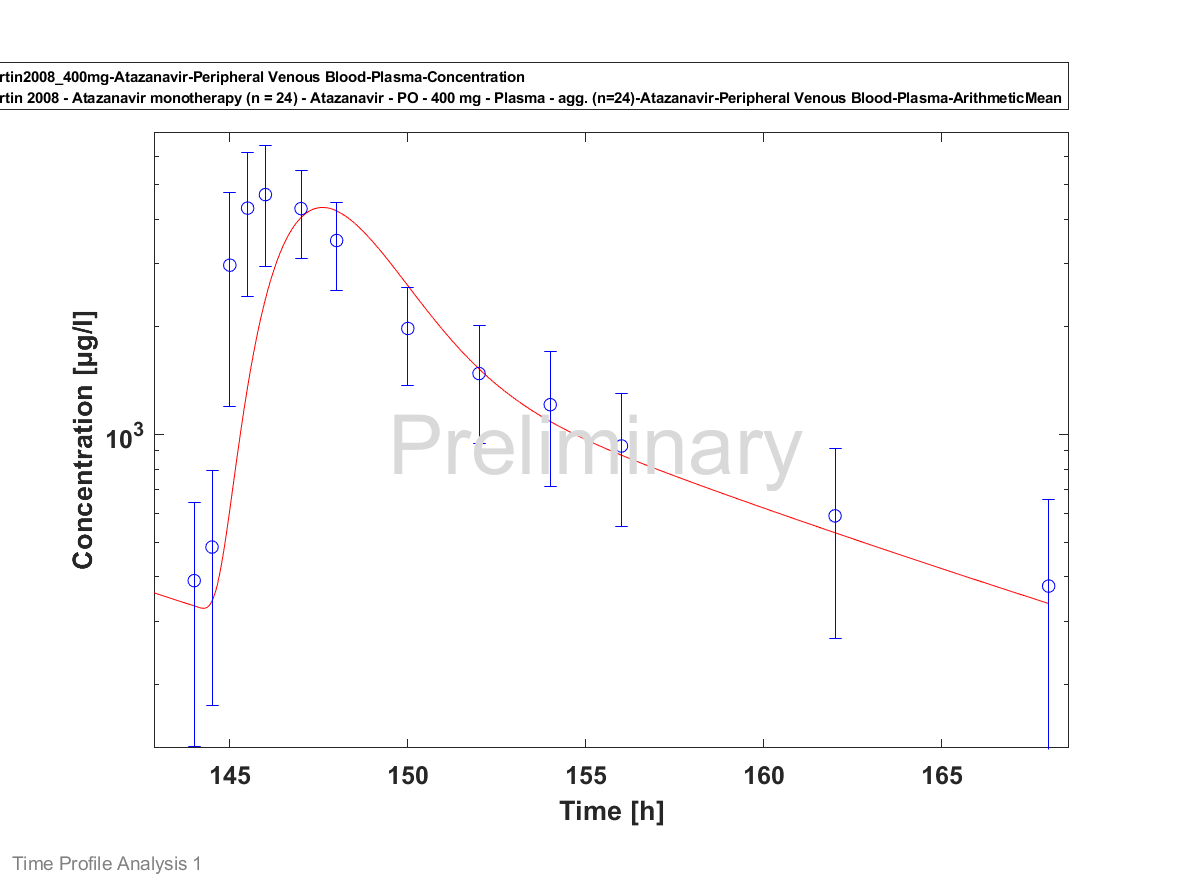 rtin2008_400mg-Atazanavir-Peripheral Venous Blood-Plasma-Concentration
rtin 2008 - Atazanavir monotherapy (n = 24) - Atazanavir - PO - 400 mg - Plasma - agg. (n=24)-Atazanavir-Peripheral Venous Blood-Plasma-ArithmeticMean
Concentration [µg/l]
10³
Preliminary
145 150 155 160 165
Time [h]
Time Profile Analysis 1